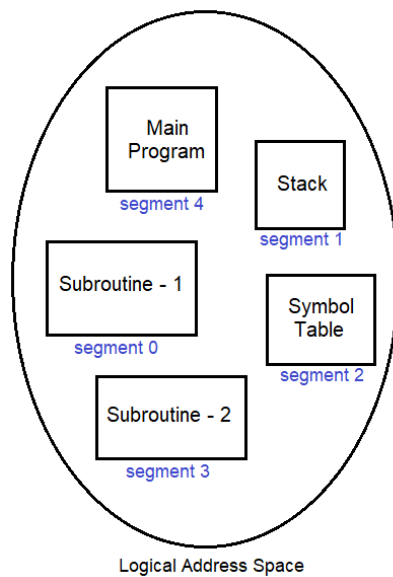 Main
Program
segment 4
Stack
segment 1
Subroutine - 1
segment 0
Symbol
Table
segment 2
Subroutine - 2
segment 3
Logical Address Space